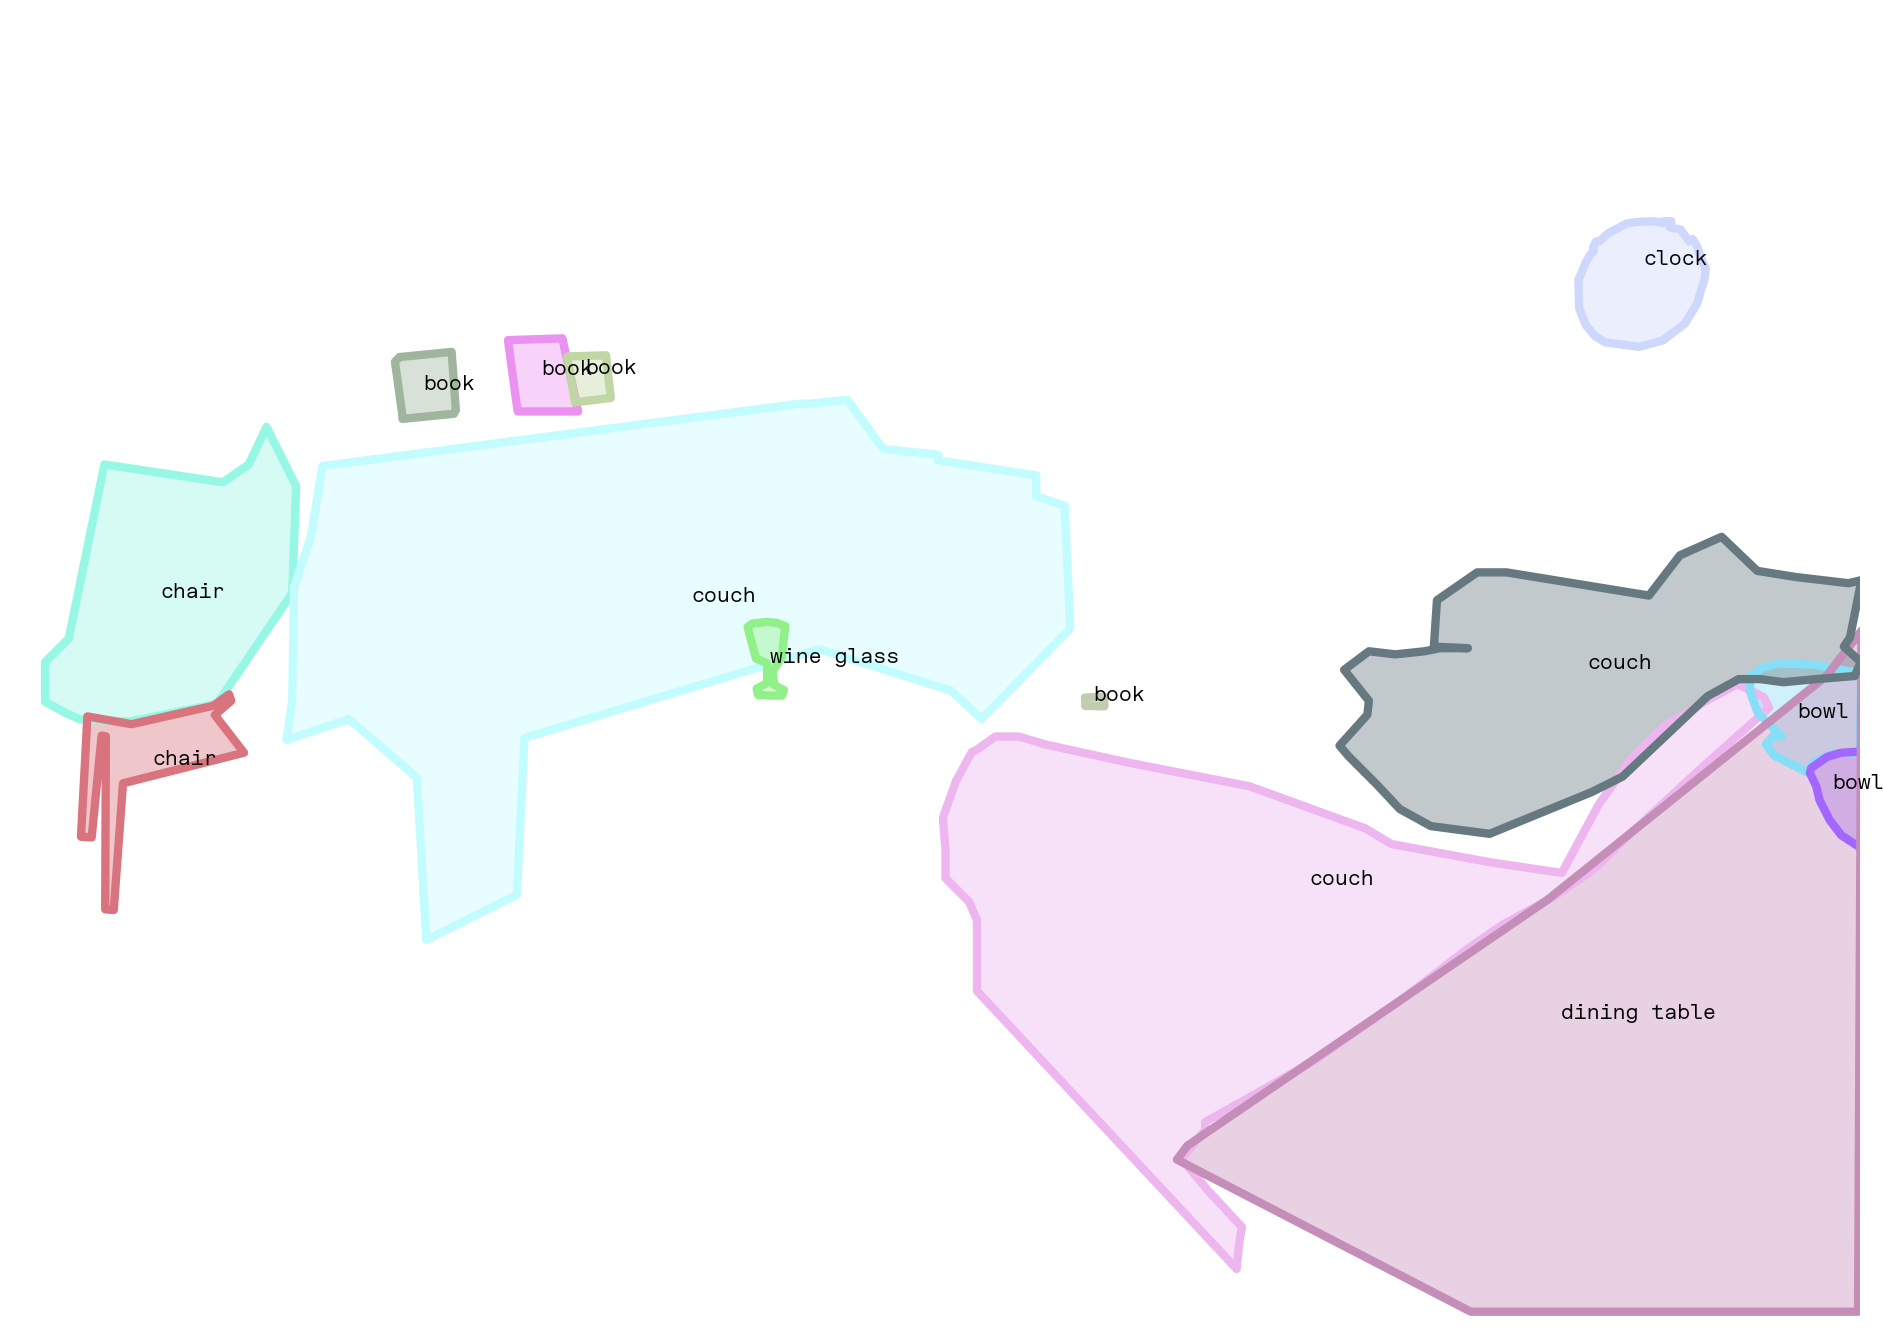 clock
book
book
book
chair
couch
wine glass
couch
book
bowl
chair
bowl
couch
dining table